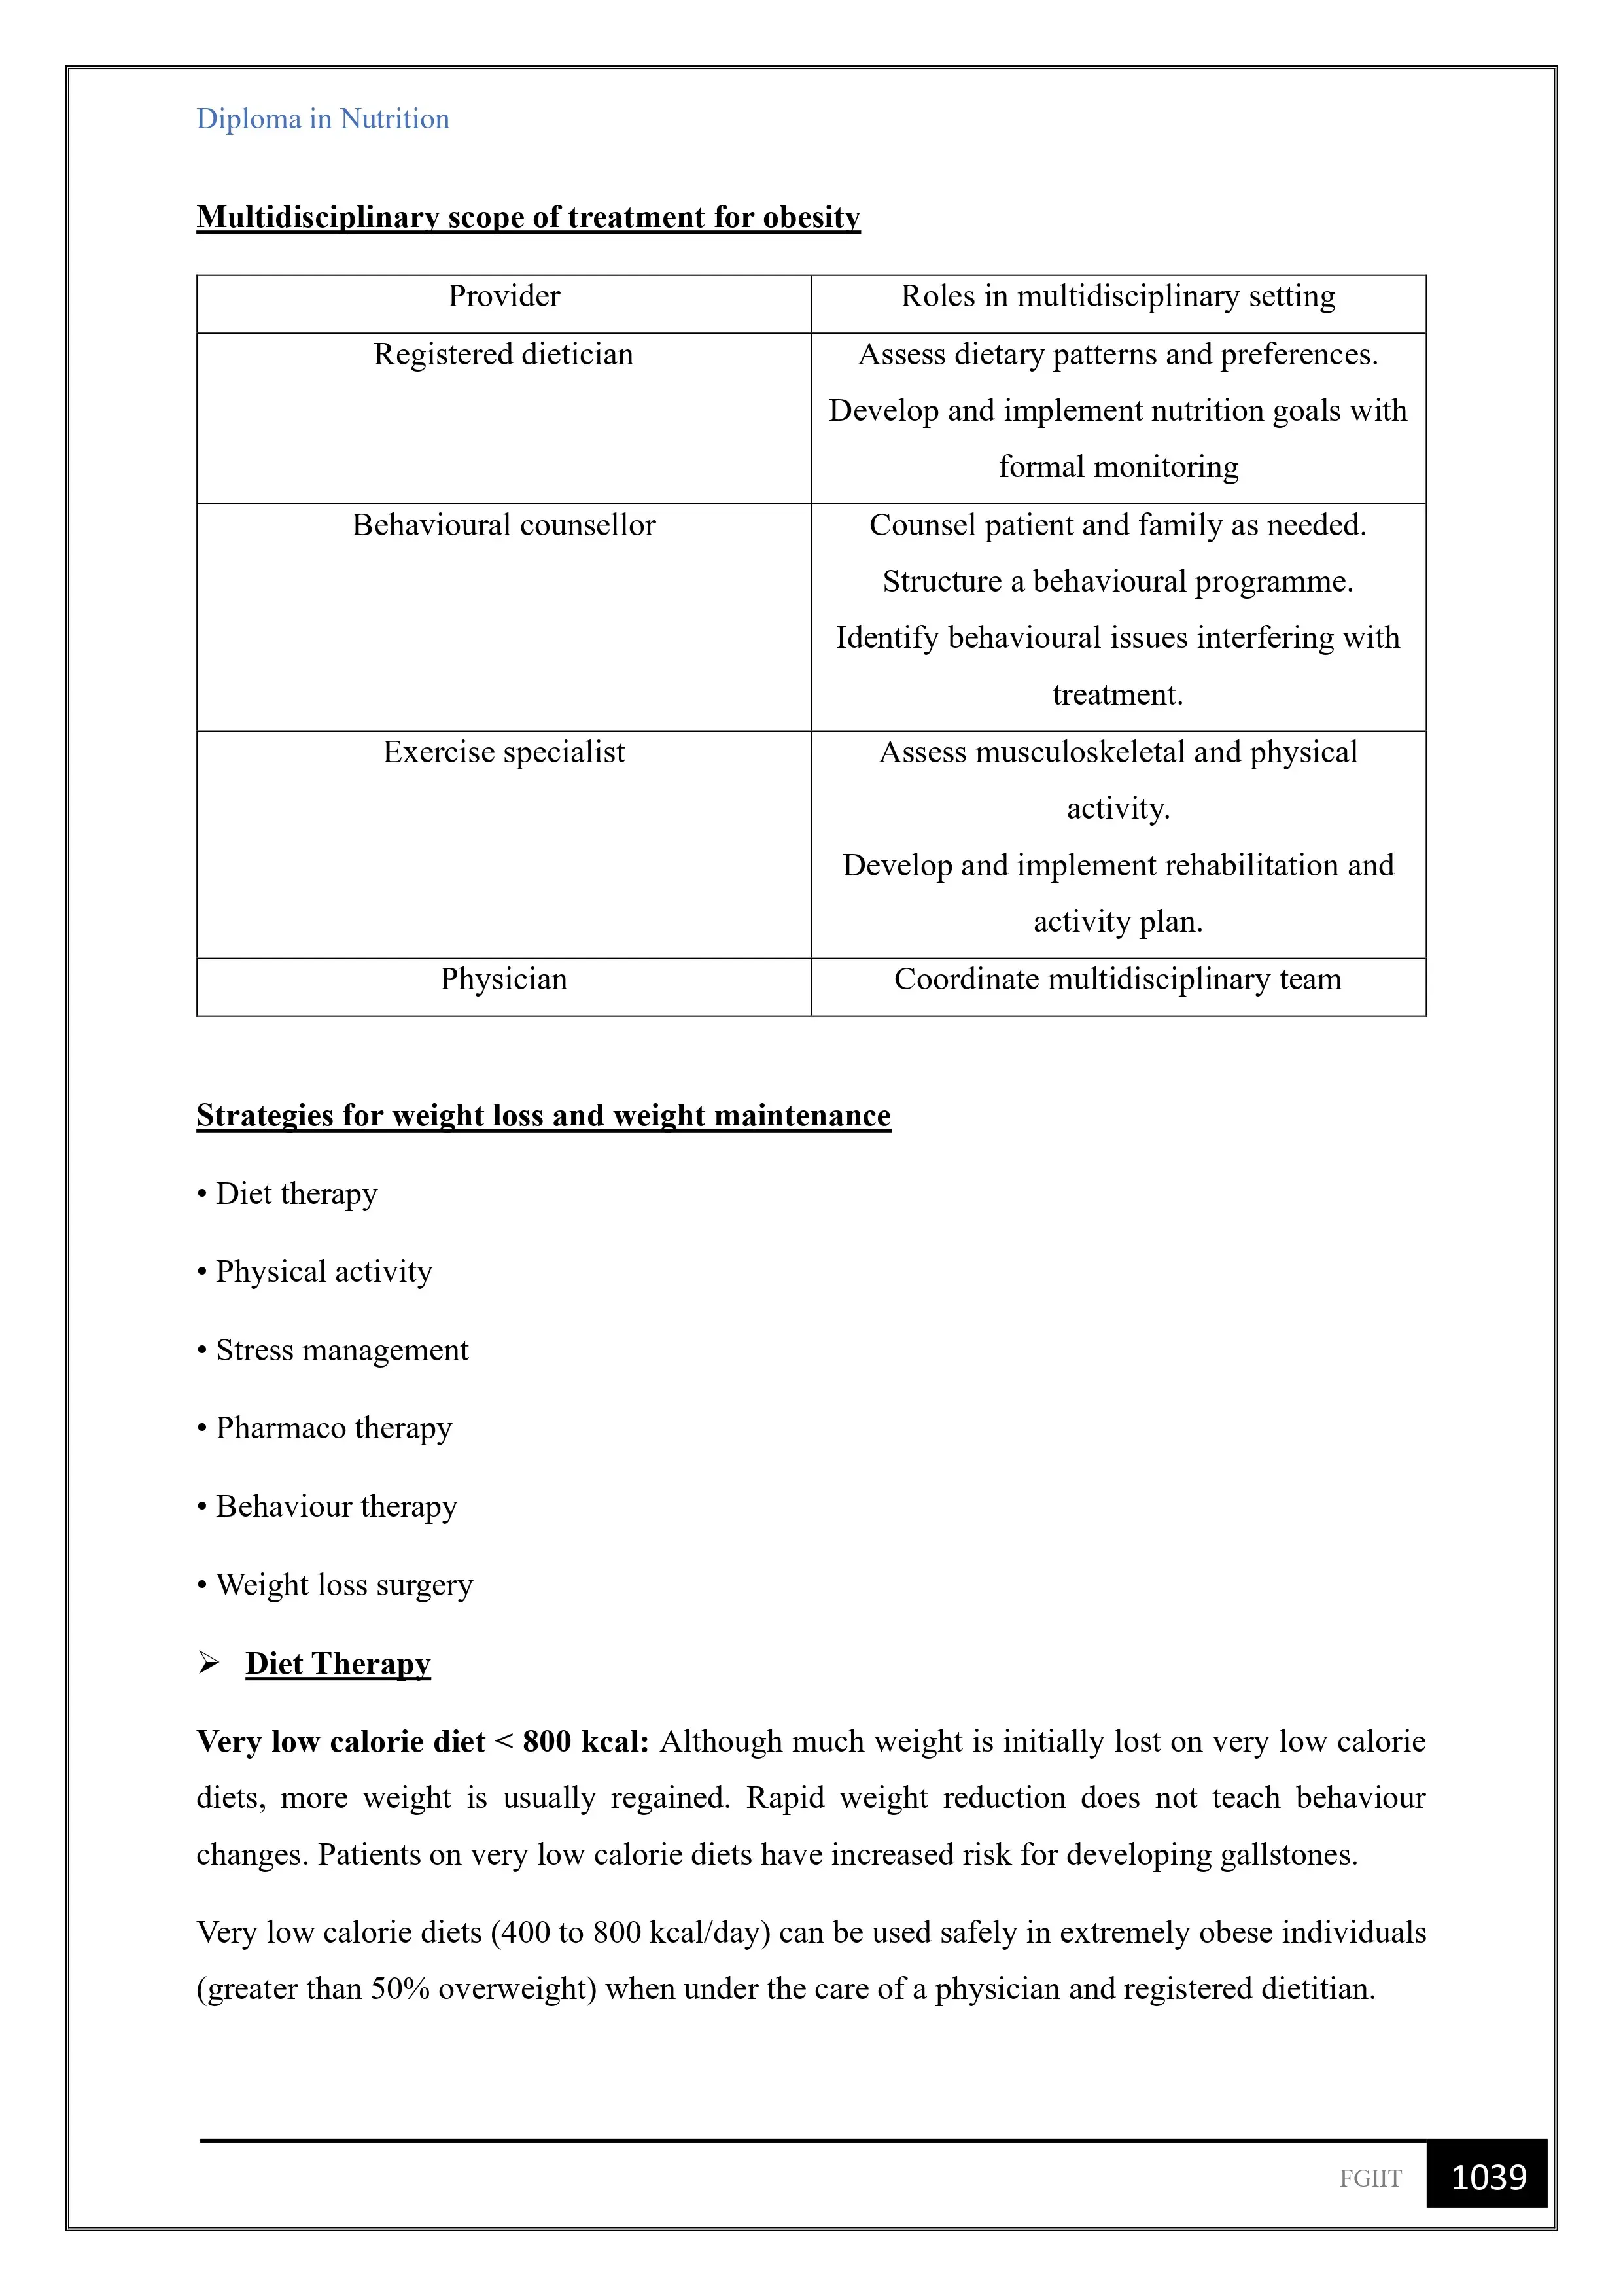 Diploma in Nutrition
Multidisciplinary scope of treatment for obesity
Provider
Roles in multidisciplinary setting
Registered dietician
Assess dietary patterns and preferences.
Develop and implement nutrition goals with
formal monitoring
Behavioural counsellor
Counsel patient and family as needed.
Structure a behavioural programme.
Identify behavioural issues interfering with
treatment.
Exercise specialist
Assess musculoskeletal and physical
activity.
Develop and implement rehabilitation and
activity plan.
Physician
Coordinate multidisciplinary team
Strategies for weight loss and weight maintenance
• Diet therapy
• Physical activity
• Stress management
• Pharmaco therapy
• Behaviour therapy
• Weight loss surgery
➢ Diet Therapy
Very low calorie diet < 800 kcal: Although much weight is initially lost on very low calorie
diets, more weight is usually regained. Rapid weight reduction does not teach behaviour
changes. Patients on very low calorie diets have increased risk for developing gallstones.
Very low calorie diets (400 to 800 kcal/day) can be used safely in extremely obese individuals
(greater than 50% overweight) when under the care of a physician and registered dietitian.
FGIIT 1039